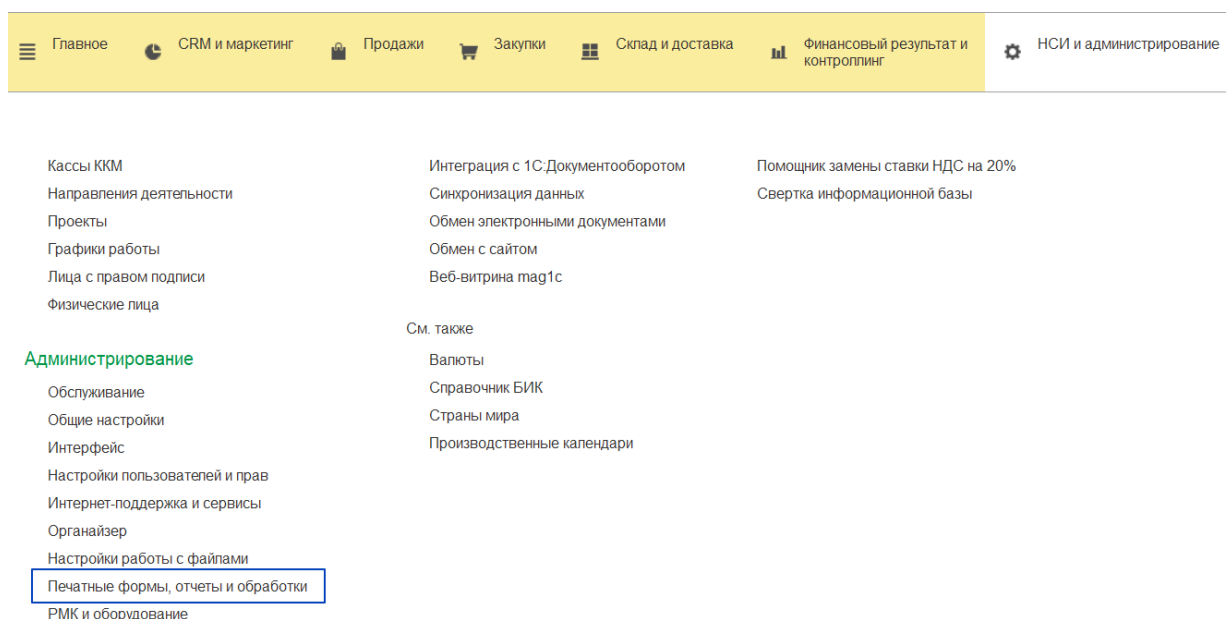 Главное
CRM и маркетинг
Продажи
Закупки
Склад и доставка
Финансовый результат и
контроллинг
НСИ и администрирование
Кассы ККМ
Направления деятельности
Проекты
Графики работы
Лица с правом подписи
Физические лица
Администрирование
Обслуживание
Общие настройки
Интерфейс
Настройки пользователей и прав
Интернет-поддержка и сервисы
Органайзер
Настройки работы с файлами
Печатные формы, отчеты и обработки
РМК и оборудование
Интеграция с 1С:Документооборотом
Синхронизация данных
Обмен электронными документами
Обмен с сайтом
Веб-витрина mag1c
См. также
Валюты
Справочник БИК
Страны мира
Производственные календари
Помощник замены ставки НДС на 20%
Свертка информационной базы